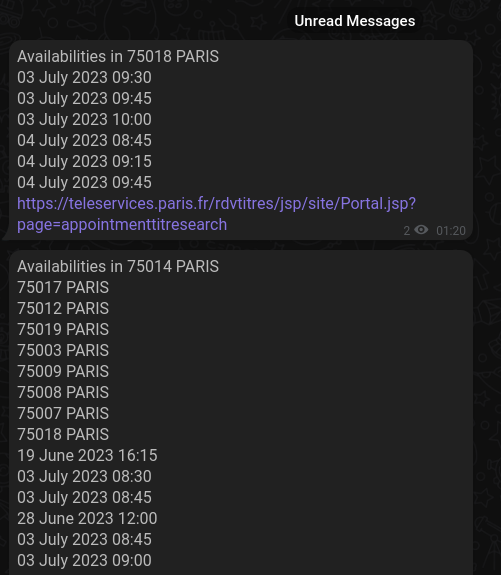 Unread Messages
Availabilities in 75018 PARIS
03 July 2023 09:30
03 July 2023 09:45
03 July 2023 10:00
04 July 2023 08:45
04 July 2023 09:15
04 July 2023 09:45
https://teleservices.paris.fr/rdvtitres/jsp/site/Portal.jsp?
page=appointmenttitresearch
2 01:20
Availabilities in 75014 PARIS
75017 PARIS
75012 PARIS
75019 PARIS
75003 PARIS
75009 PARIS
75008 PARIS
75007 PARIS
75018 PARIS
19 June 2023 16:15
03 July 2023 08:30
03 July 2023 08:45
28 June 2023 12:00
03 July 2023 08:45
03 July 2023 09:00